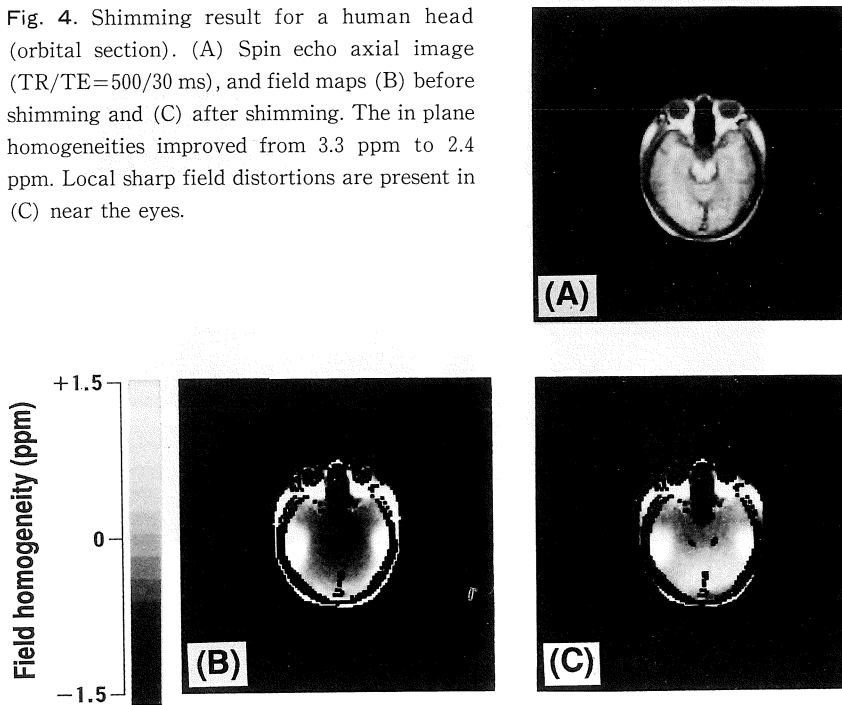 Fig. 4. Shimming result for a human head
(orbital section). (A) Spin echo axial image
(TR/TE=500/30 ms), and field maps (B) before
shimming and (C) after shimming. The in plane
homogeneities improved from 3.3 ppm to 2.4
ppm. Local sharp field distortions are present in
(C) near the eyes.
(A)
+1.5
0
−1.5
Field homogeneity (ppm)
(B)
(C)